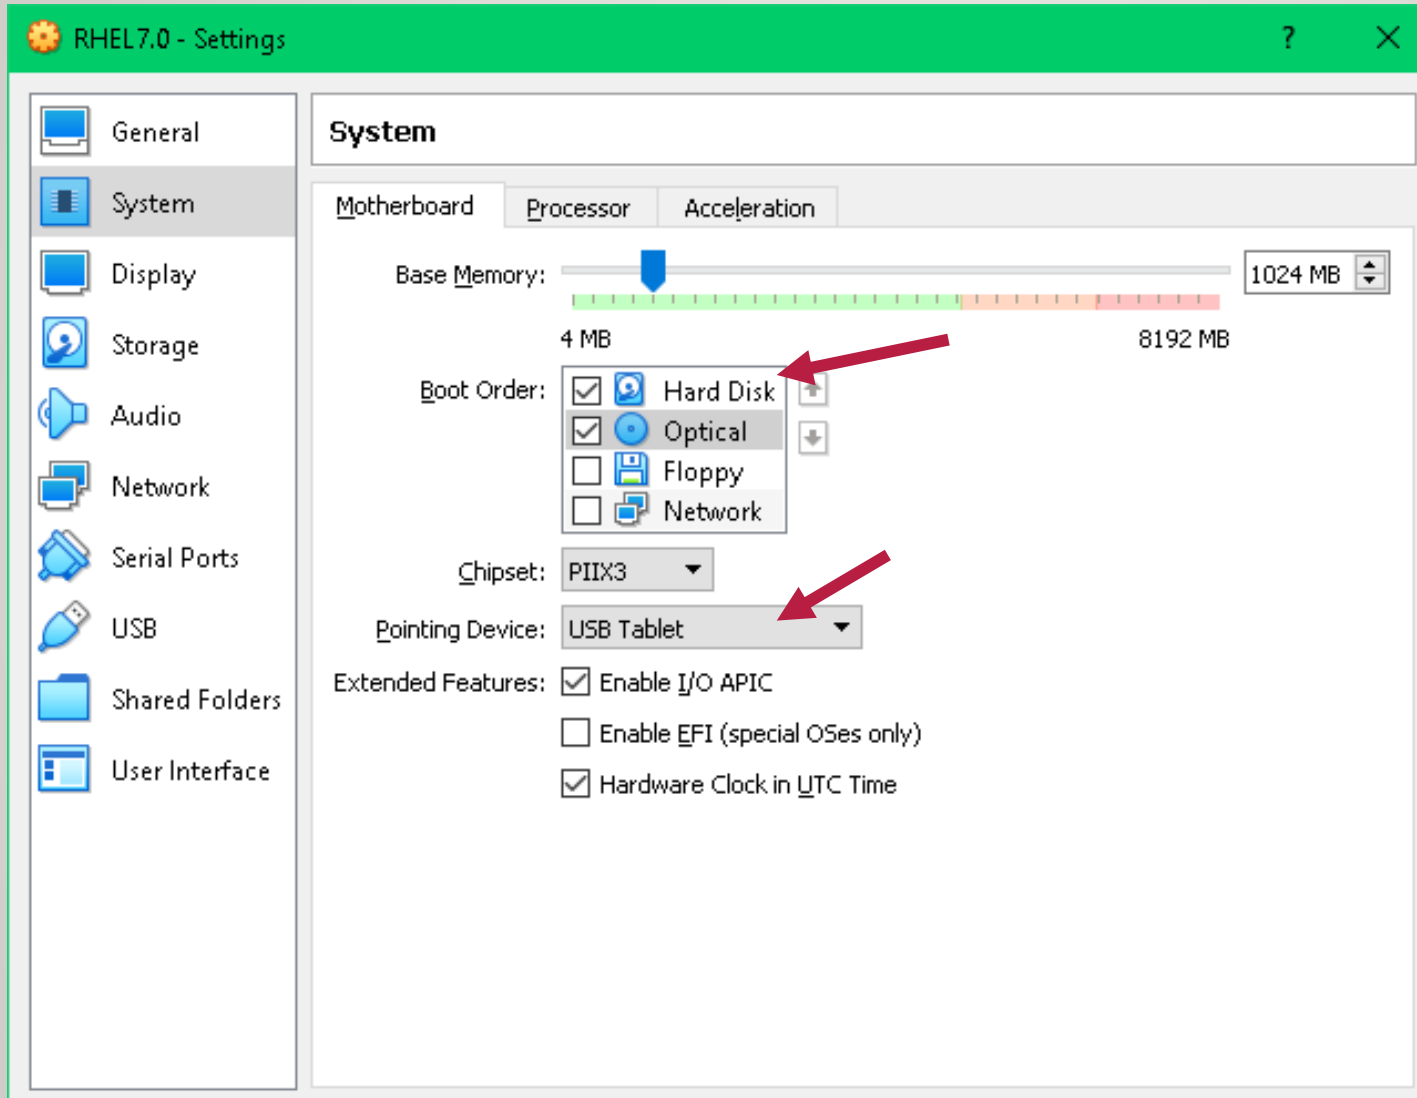 RHEL7.0 - Settings ? ×
General
System
Display
Storage
Audio
Network
Serial Ports
USB
Shared Folders
User Interface
System
Motherboard Processor Acceleration
Base Memory: 1024 MB
4 MB 8192 MB
Boot Order: Hard Disk
Optical
Floppy
Network
Chipset: PIIX3
Pointing Device: USB Tablet
Extended Features: Enable I/O APIC
Enable EFI (special OSes only)
Hardware Clock in UTC Time